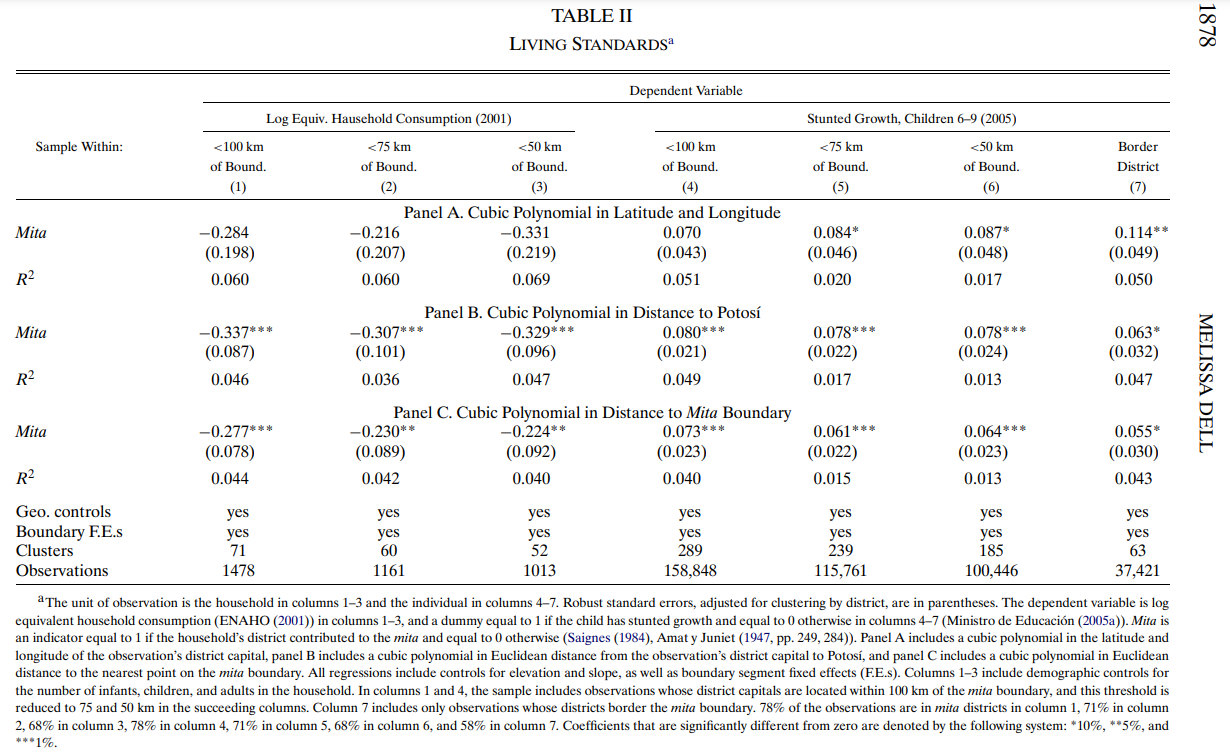 TABLE II
LIVING STANDARDSa
Dependent Variable
Log Equiv. Household Consumption (2001) Stunted Growth, Children 6–9 (2005)
Sample Within: <100 km <75 km <50 km <100 km <75 km <50 km Border
of Bound. of Bound. of Bound. of Bound. of Bound. of Bound. District
(1) (2) (3) (4) (5) (6) (7)
Panel A. Cubic Polynomial in Latitude and Longitude
Mita −0.284 −0.216 −0.331 0.070 0.084* 0.087* 0.114**
(0.198) (0.207) (0.219) (0.043) (0.046) (0.048) (0.049)
R2 0.060 0.060 0.069 0.051 0.020 0.017 0.050
Panel B. Cubic Polynomial in Distance to Potosí
Mita −0.337*** −0.307*** −0.329*** 0.080*** 0.078*** 0.078*** 0.063*
(0.087) (0.101) (0.096) (0.021) (0.022) (0.024) (0.032)
R2 0.046 0.036 0.047 0.049 0.017 0.013 0.047
Panel C. Cubic Polynomial in Distance to Mita Boundary
Mita −0.277*** −0.230** −0.224** 0.073*** 0.061*** 0.064*** 0.055*
(0.078) (0.089) (0.092) (0.023) (0.022) (0.023) (0.030)
R2 0.044 0.042 0.040 0.040 0.015 0.013 0.043
Geo. controls yes yes yes yes yes yes yes
Boundary F.E.s yes yes yes yes yes yes yes
Clusters 71 60 52 289 239 185 63
Observations 1478 1161 1013 158,848 115,761 100,446 37,421
aThe unit of observation is the household in columns 1–3 and the individual in columns 4–7. Robust standard errors, adjusted for clustering by district, are in parentheses. The dependent variable is log
equivalent household consumption (ENAHO (2001)) in columns 1–3, and a dummy equal to 1 if the child has stunted growth and equal to 0 otherwise in columns 4–7 (Ministro de Educación (2005a)). Mita is
an indicator equal to 1 if the household's district contributed to the mita and equal to 0 otherwise (Saignes (1984), Amat y Juniet (1947, pp. 249, 284)). Panel A includes a cubic polynomial in the latitude and
longitude of the observation's district capital, panel B includes a cubic polynomial in Euclidean distance from the observation's district capital to Potosí, and panel C includes a cubic polynomial in Euclidean
distance to the nearest point on the mita boundary. All regressions include controls for elevation and slope, as well as boundary segment fixed effects (F.E.s). Columns 1–3 include demographic controls for
the number of infants, children, and adults in the household. In columns 1 and 4, the sample includes observations whose district capitals are located within 100 km of the mita boundary, and this threshold is
reduced to 75 and 50 km in the succeeding columns. Column 7 includes only observations whose districts border the mita boundary. 78% of the observations are in mita districts in column 1, 71% in column
2, 68% in column 3, 78% in column 4, 71% in column 5, 68% in column 6, and 58% in column 7. Coefficients that are significantly different from zero are denoted by the following system: *10%, **5%, and
***1%.
1878
MELISSA DELL